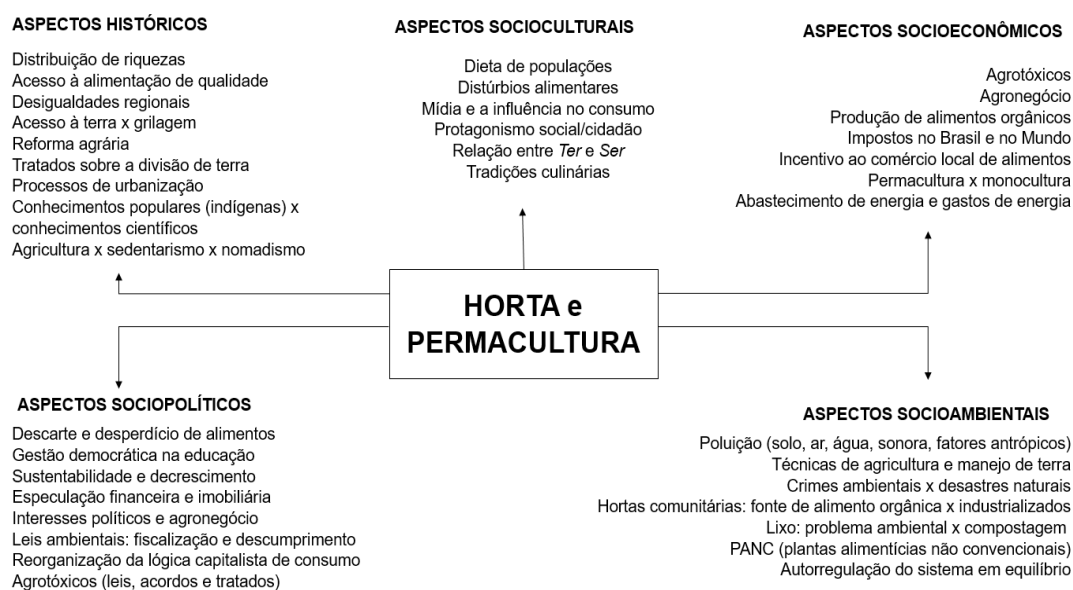 ASPECTOS HISTÓRICOS
Distribuição de riquezas
Acesso à alimentação de qualidade
Desigualdades regionais
Acesso à terra x grilagem
Reforma agrária
Tratados sobre a divisão de terra
Processos de urbanização
Conhecimentos populares (indígenas) x
conhecimentos científicos
Agricultura x sedentarismo x nomadismo
ASPECTOS SOCIOCULTURAIS
Dieta de populações
Distúrbios alimentares
Mídia e a influência no consumo
Protagonismo social/cidadão
Relação entre Ter e Ser
Tradições culinárias
ASPECTOS SOCIOECONÔMICOS
Agrotóxicos
Agronegócio
Produção de alimentos orgânicos
Impostos no Brasil e no Mundo
Incentivo ao comércio local de alimentos
Permacultura x monocultura
Abastecimento de energia e gastos de energia
HORTA e
PERMACULTURA
ASPECTOS SOCIOPOLÍTICOS
Descarte e desperdício de alimentos
Gestão democrática na educação
Sustentabilidade e decrescimento
Especulação financeira e imobiliária
Interesses políticos e agronegócio
Leis ambientais: fiscalização e descumprimento
Reorganização da lógica capitalista de consumo
Agrotóxicos (leis, acordos e tratados)
ASPECTOS SOCIOAMBIENTAIS
Poluição (solo, ar, água, sonora, fatores antrópicos)
Técnicas de agricultura e manejo de terra
Crimes ambientais x desastres naturais
Hortas comunitárias: fonte de alimento orgânica x industrializados
Lixo: problema ambiental x compostagem
PANC (plantas alimentícias não convencionais)
Autorregulação do sistema em equilíbrio